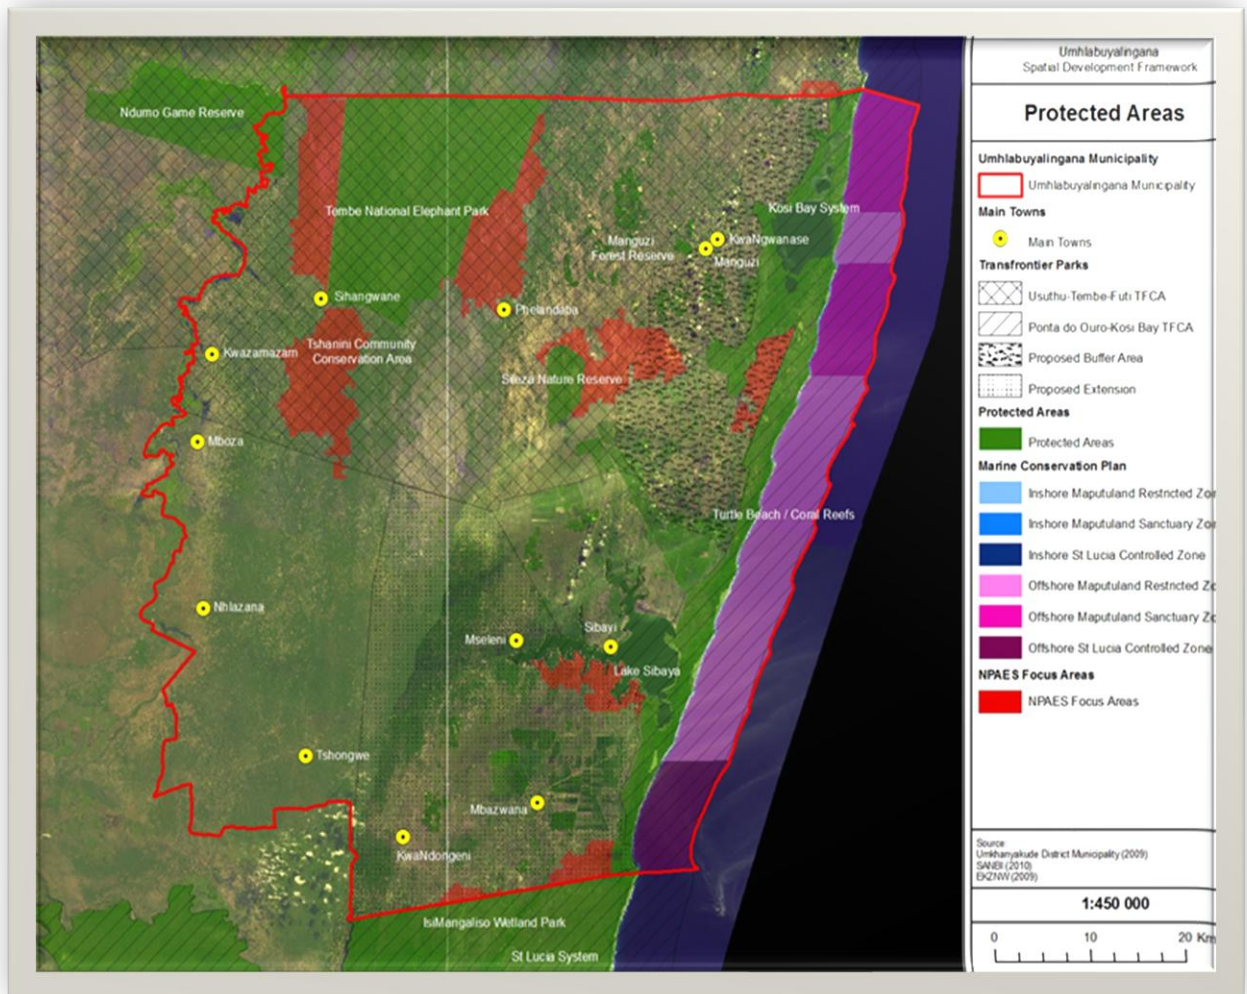 Umhlabuyalingana
Spatial Development Framework
Protected Areas
Umhlabuyalingana Municipality
Umhlabuyalingana Municipality
Main Towns
Main Towns
Transfrontier Parks
Usuthu-Tembe-Futi TFCA
Ponta do Ouro-Kosi Bay TFCA
Proposed Buffer Area
Proposed Extension
Protected Areas
Protected Areas
Marine Conservation Plan
Inshore Maputuland Restricted Zon
Inshore Maputuland Sanctuary Zon
Inshore St Lucia Controlled Zone
Offshore Maputuland Restricted Zo
Offshore Maputuland Sanctuary Zo
Offshore St Lucia Controlled Zone
NPAES Focus Areas
NPAES Focus Areas
Source
Umkhanyakude District Municipality (2009)
SANBI (2010)
EKZNW (2009)
1:450 000
0 10 20 Km
Ndumo Game Reserve
Tembe National Elephant Park
Kosi Bay System
Manguzi
Forest Reserve
KwaNgwanase
Manguzi
Sihangwane
Phelandaba
Kwazamazam
Tshanini Community
Conservation Area
Sileza Nature Reserve
Mboza
Turtle Beach / Coral Reefs
Nhlazana
Mseleni
Sibayi
Lake Sibaya
Tshongwe
Mbazwana
KwaNdongeni
IsiMangaliso Wetland Park
St Lucia System